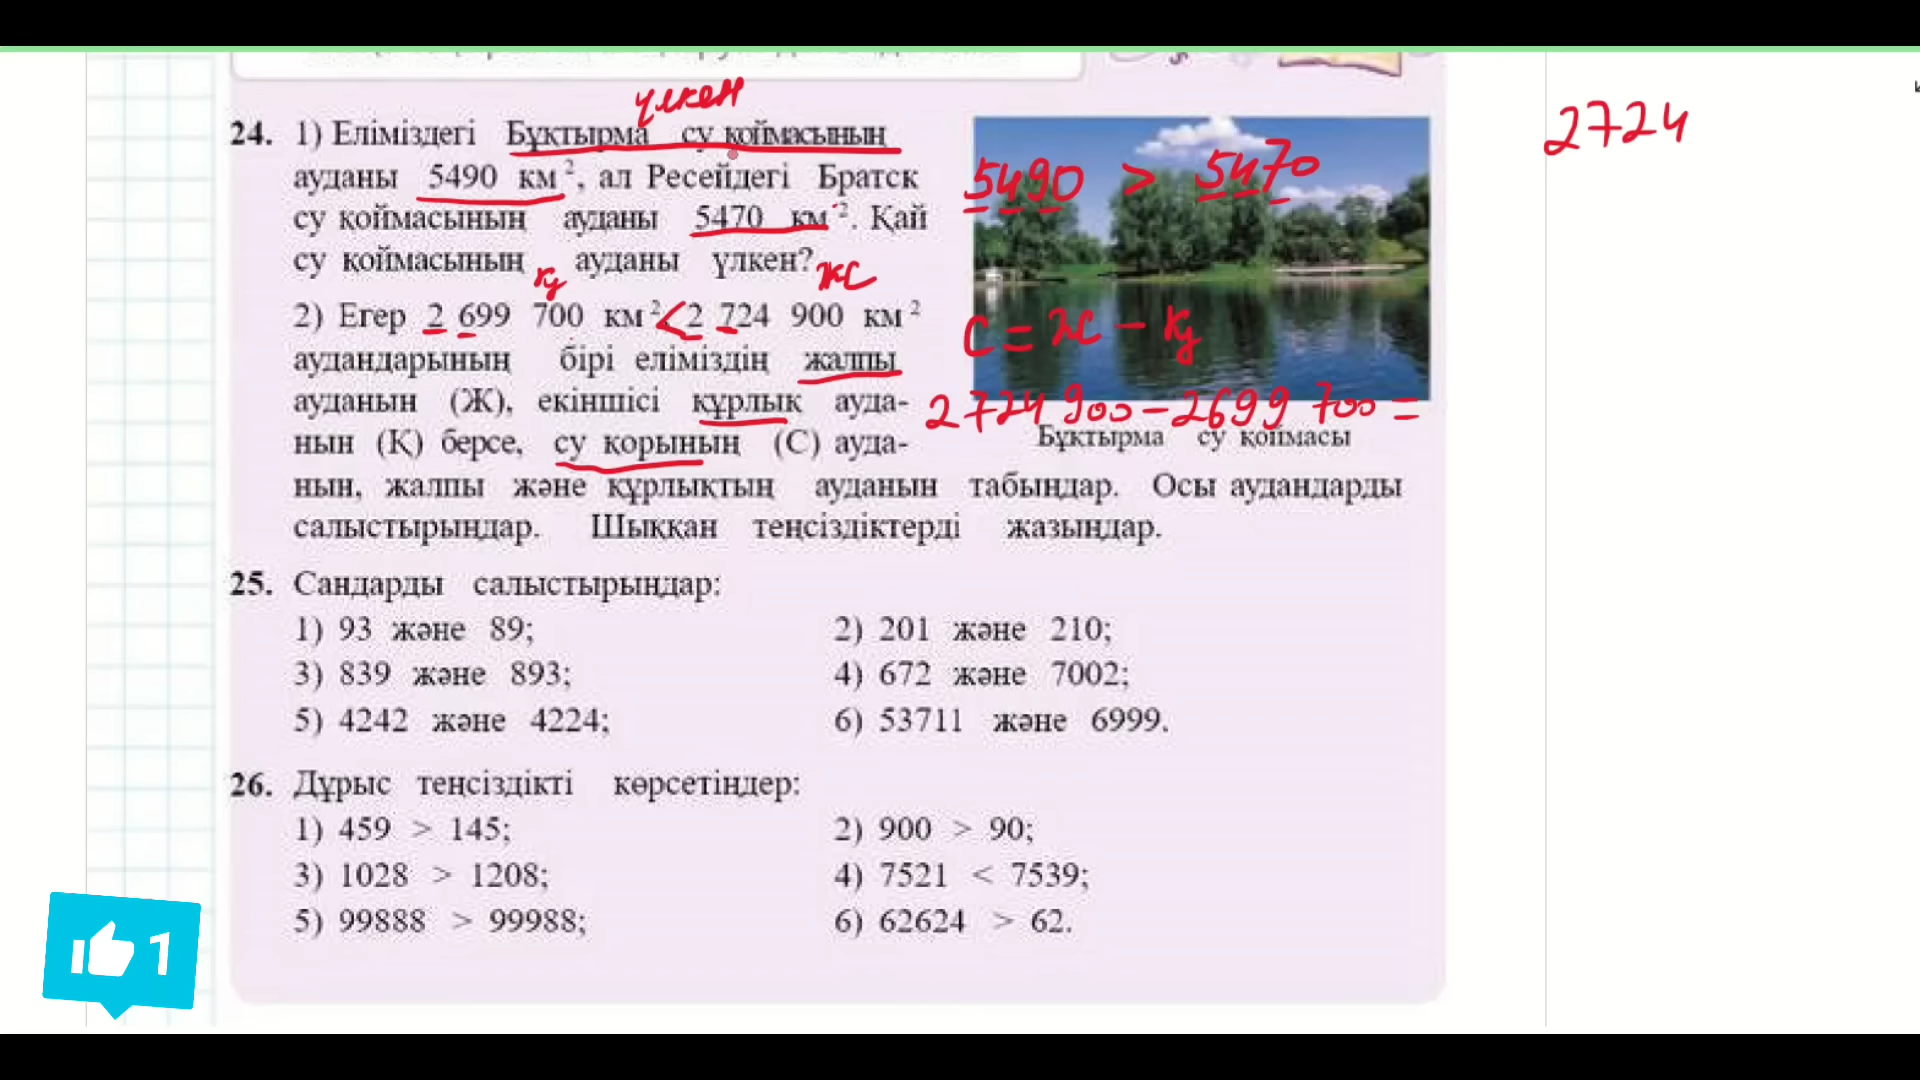 үлкен
24. 1) Еліміздегі Бұқтырма су қоймасының
ауданы 5490 км², ал Ресейдегі Братск
су қоймасының ауданы 5470 км². Қай
су қоймасының ауданы үлкен?
Қ ЖС
2) Егер 2 699 700 км² < 2 724 900 км²
аудандарының бірі еліміздің жалпы
ауданын (Ж), екіншісі құрлық ауда-
нын (Қ) берсе, су қорының (С) ауда-
нын, жалпы және құрлықтың ауданын табыңдар. Осы аудандарды
салыстырыңдар. Шыққан теңсіздіктерді жазыңдар.
5490 > 5470
С = ЖС - Қ
2724 900 - 2699 700 =
Бұқтырма су қоймасы
2724
25. Сандарды салыстырыңдар:
1) 93 және 89;
2) 201 және 210;
3) 839 және 893;
4) 672 және 7002;
5) 4242 және 4224;
6) 53711 және 6999.
26. Дұрыс теңсіздікті көрсетіңдер:
1) 459 > 145;
2) 900 > 90;
3) 1028 > 1208;
4) 7521 < 7539;
5) 99888 > 99988;
6) 62624 > 62.
1